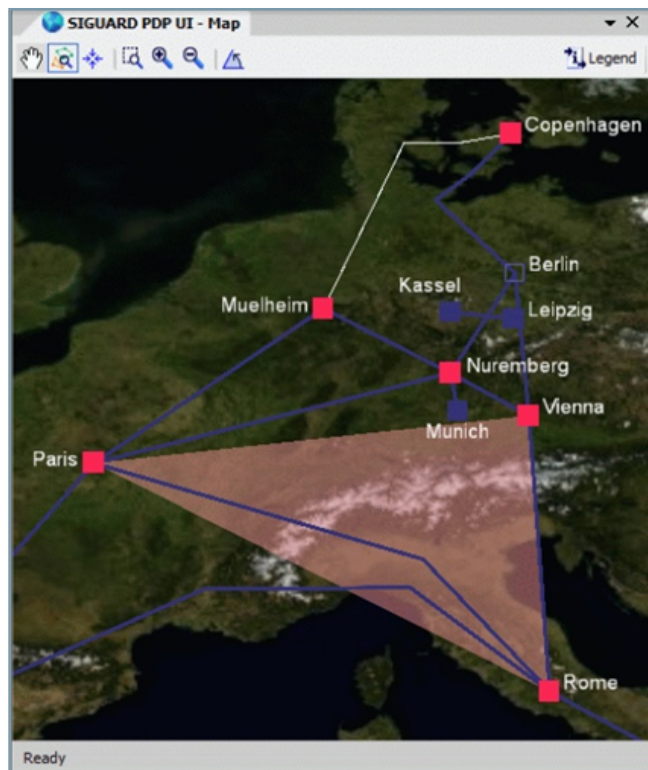 SIGUARD PDP UI - Map
Legend
Copenhagen
Berlin
Kassel
Muelheim
Leipzig
Nuremberg
Vienna
Munich
Paris
Rome
Ready